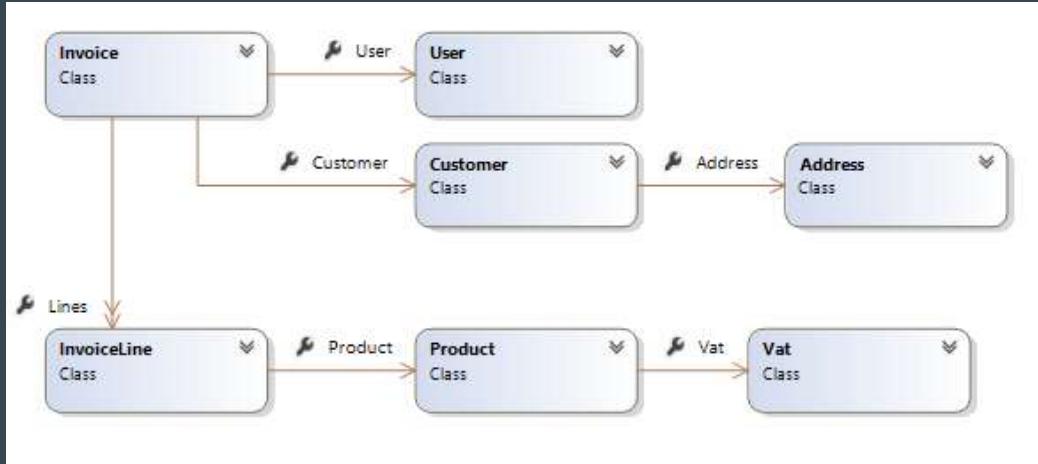 Invoice
Class
User
User
Class
Customer
Customer
Class
Address
Address
Class
Lines
InvoiceLine
Class
Product
Product
Class
Vat
Vat
Class